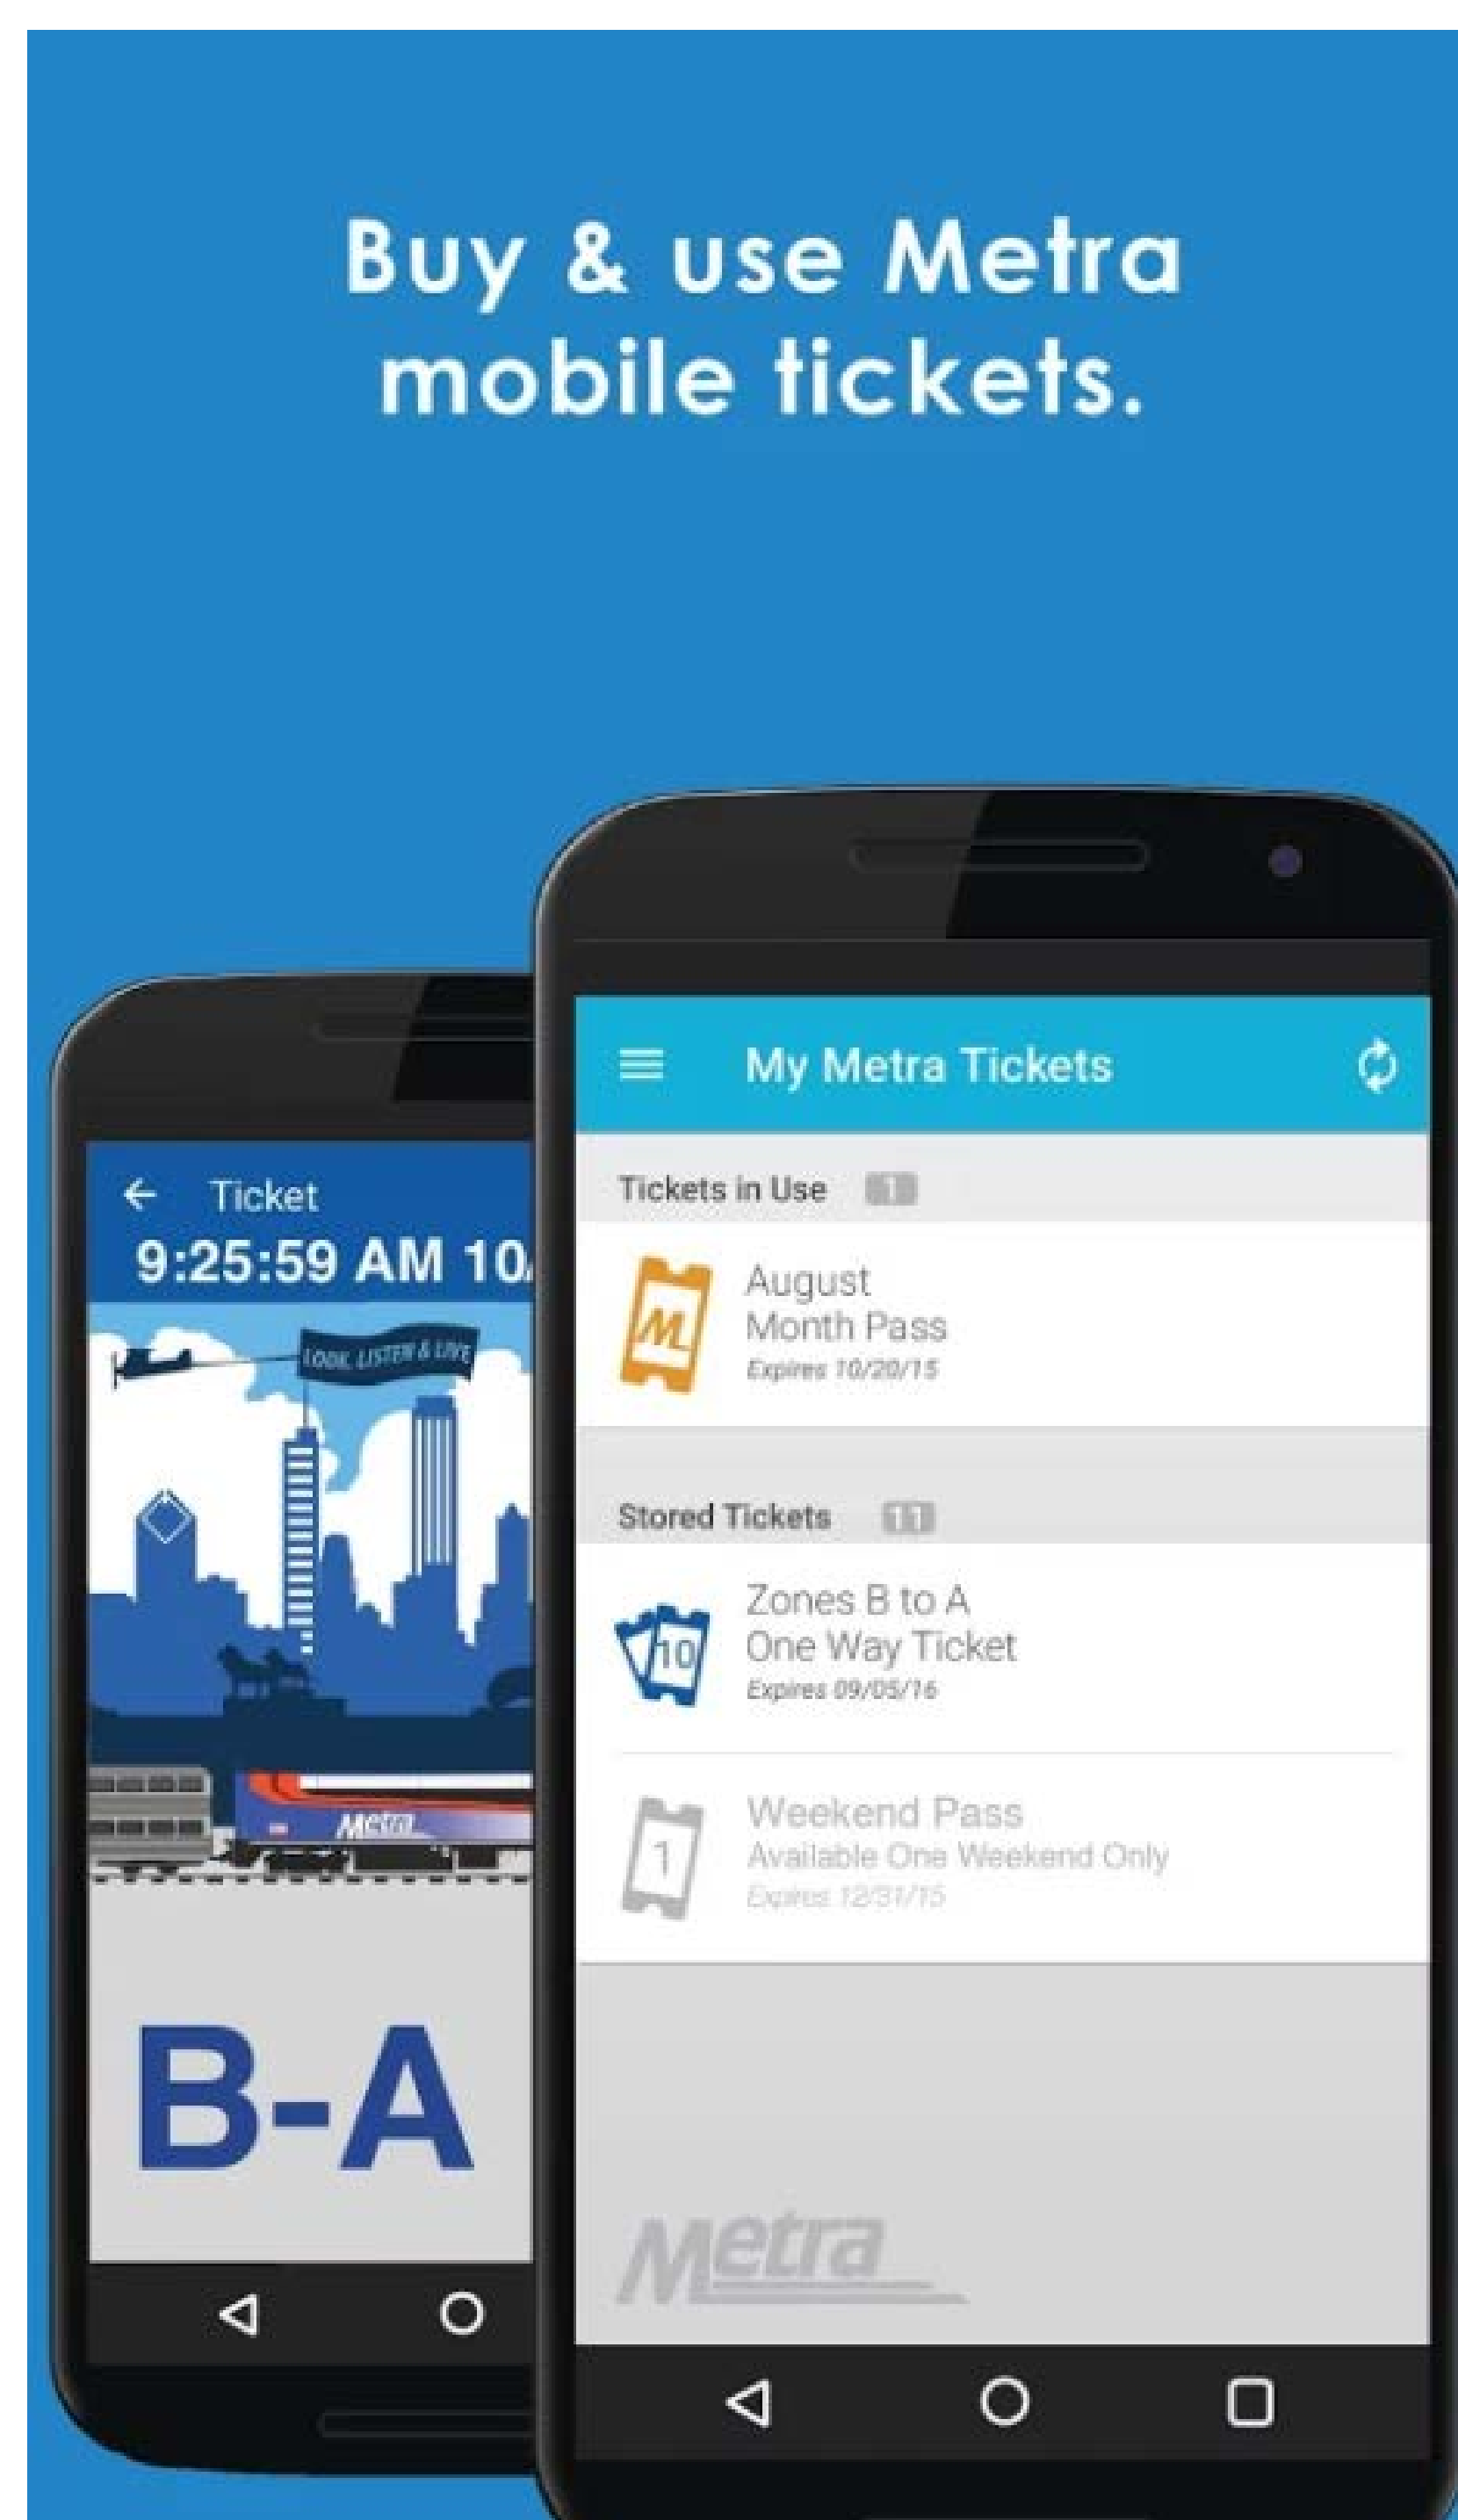 Buy & use Metra
mobile tickets.
Ticket
9:25:59 AM 10/
LOOK, LISTEN & LIVE
Metra
B-A
My Metra Tickets
Tickets in Use 1
M
August
Month Pass
Expires 10/20/15
Stored Tickets 11
10
Zones B to A
One Way Ticket
Expires 09/05/16
1
Weekend Pass
Available One Weekend Only
Expires 12/31/15
Metra